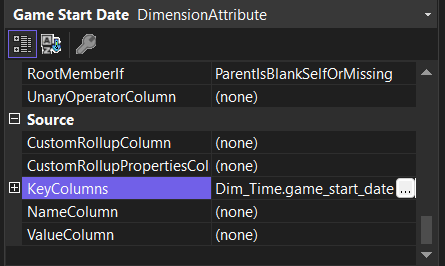 Game Start Date DimensionAttribute
RootMemberIf ParentIsBlankSelfOrMissing
UnaryOperatorColumn (none)
Source
CustomRollupColumn (none)
CustomRollupPropertiesCol (none)
KeyColumns Dim_Time.game_start_date ...
NameColumn (none)
ValueColumn (none)